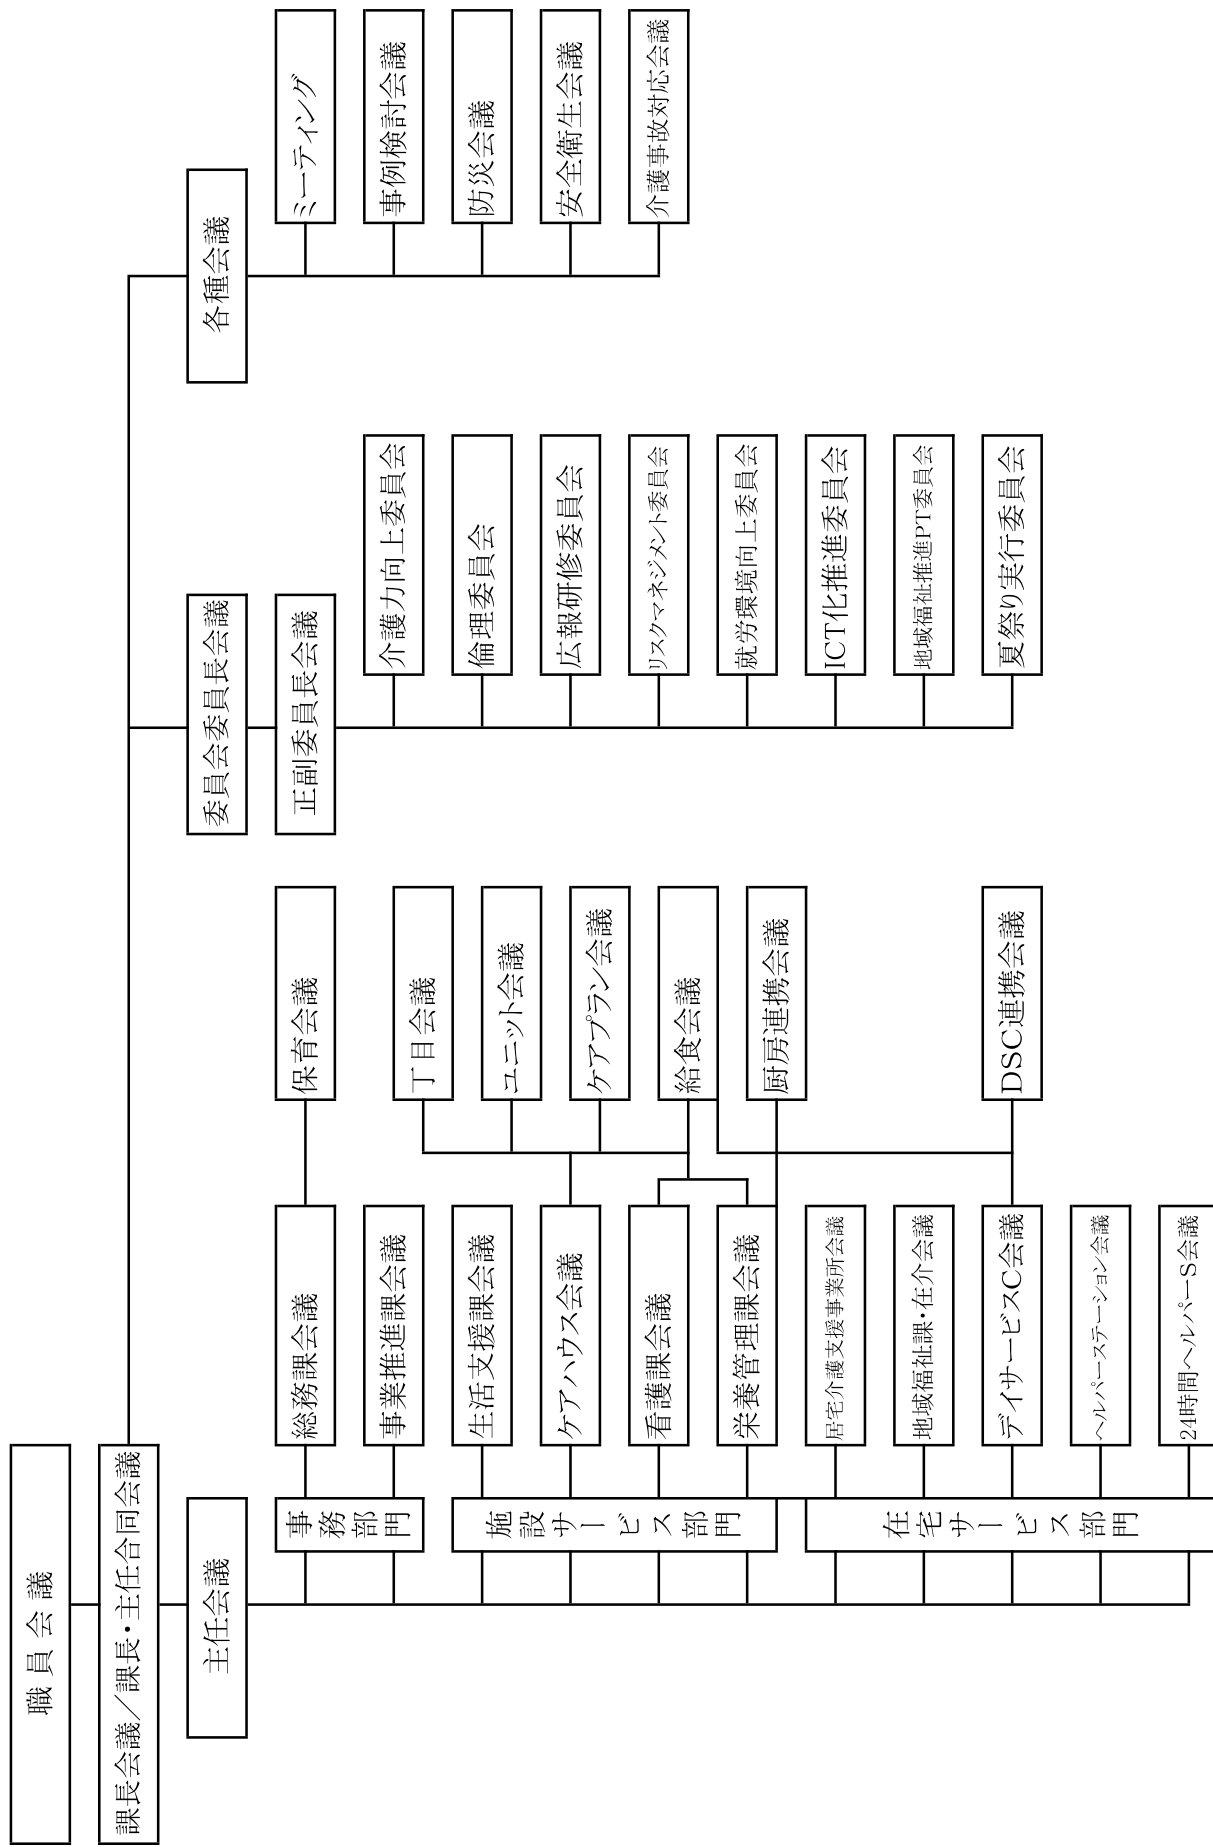 職員会議
課長会議／課長・主任合同会議
主任会議
事務部門
総務課会議
保育会議
事業推進課会議
施設サービス部門
生活支援課会議
ケアハウス会議
看護課会議
栄養管理課会議
丁目会議
ユニット会議
ケアプラン会議
給食会議
厨房連携会議
在宅サービス部門
居宅介護支援事業所会議
地域福祉課・在介会議
デイサービスC会議
ヘルパーステーション会議
24時間ヘルパーS会議
DSC連携会議
委員会委員長会議
正副委員長会議
介護力向上委員会
倫理委員会
広報研修委員会
リスクマネジメント委員会
就労環境向上委員会
ICT化推進委員会
地域福祉推進PT委員会
夏祭り実行委員会
各種会議
ミーティング
事例検討会議
防災会議
安全衛生会議
介護事故対応会議